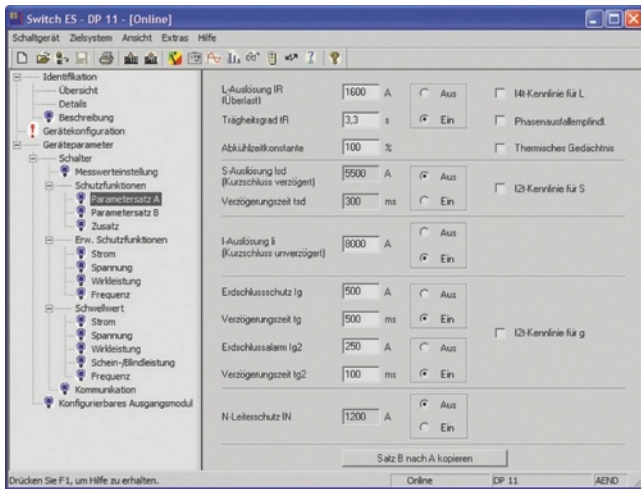 Switch ES - DP 11 - [Online]
Schaltgerät Zielsystem Ansicht Extras Hilfe
Identifikation
Übersicht
Details
Beschreibung
Gerätekonfiguration
Geräteparameter
Schalter
Messwerteinstellung
Schutzfunktionen
Parametersatz A
Parametersatz B
Zusatz
Erw. Schutzfunktionen
Strom
Spannung
Wirkleistung
Frequenz
Schwellwert
Strom
Spannung
Wirkleistung
Schein-/Blindleistung
Frequenz
Kommunikation
Konfigurierbares Ausgangsmodul
L-Auslösung IR 1600 A Aus I4t-Kennlinie für L
(Überlast)
Trägheitsgrad tR 3,3 s Ein Phasenausfallempfindl.
Abkühlzeitkonstante 100 % Thermisches Gedächtnis
S-Auslösung Isd 5500 A Aus
(Kurzschluss verzögert) I2t-Kennlinie für S
Verzögerungszeit tsd 300 ms Ein
I-Auslösung Ii 8000 A Aus
(Kurzschluss unverzögert) Ein
Erdschlussschutz Ig 500 A Aus
Verzögerungszeit tg 500 ms Ein
I2t-Kennlinie für g
Erdschlussalarm Ig2 250 A Aus
Verzögerungszeit tg2 100 ms Ein
N-Leiterschutz IN 1200 A Aus
Ein
Satz B nach A kopieren
Drücken Sie F1, um Hilfe zu erhalten. Online DP 11 AEND